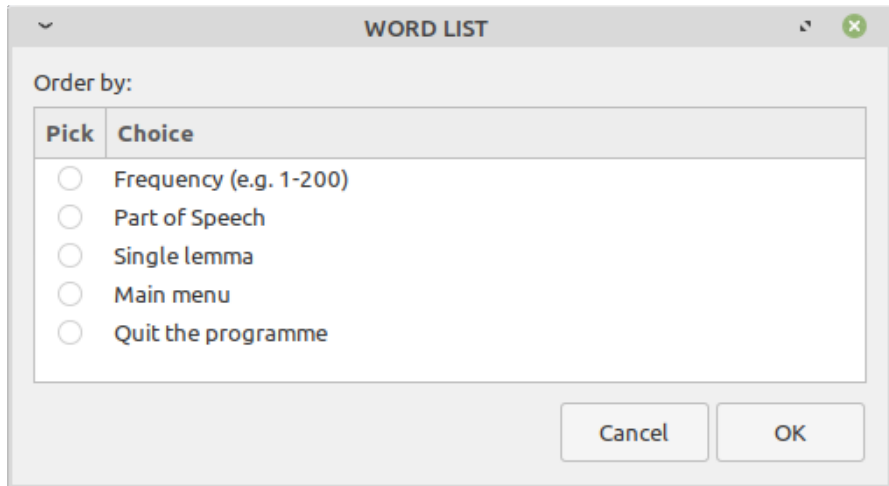 WORD LIST
Order by:
Pick Choice
Frequency (e.g. 1-200)
Part of Speech
Single lemma
Main menu
Quit the programme
Cancel OK